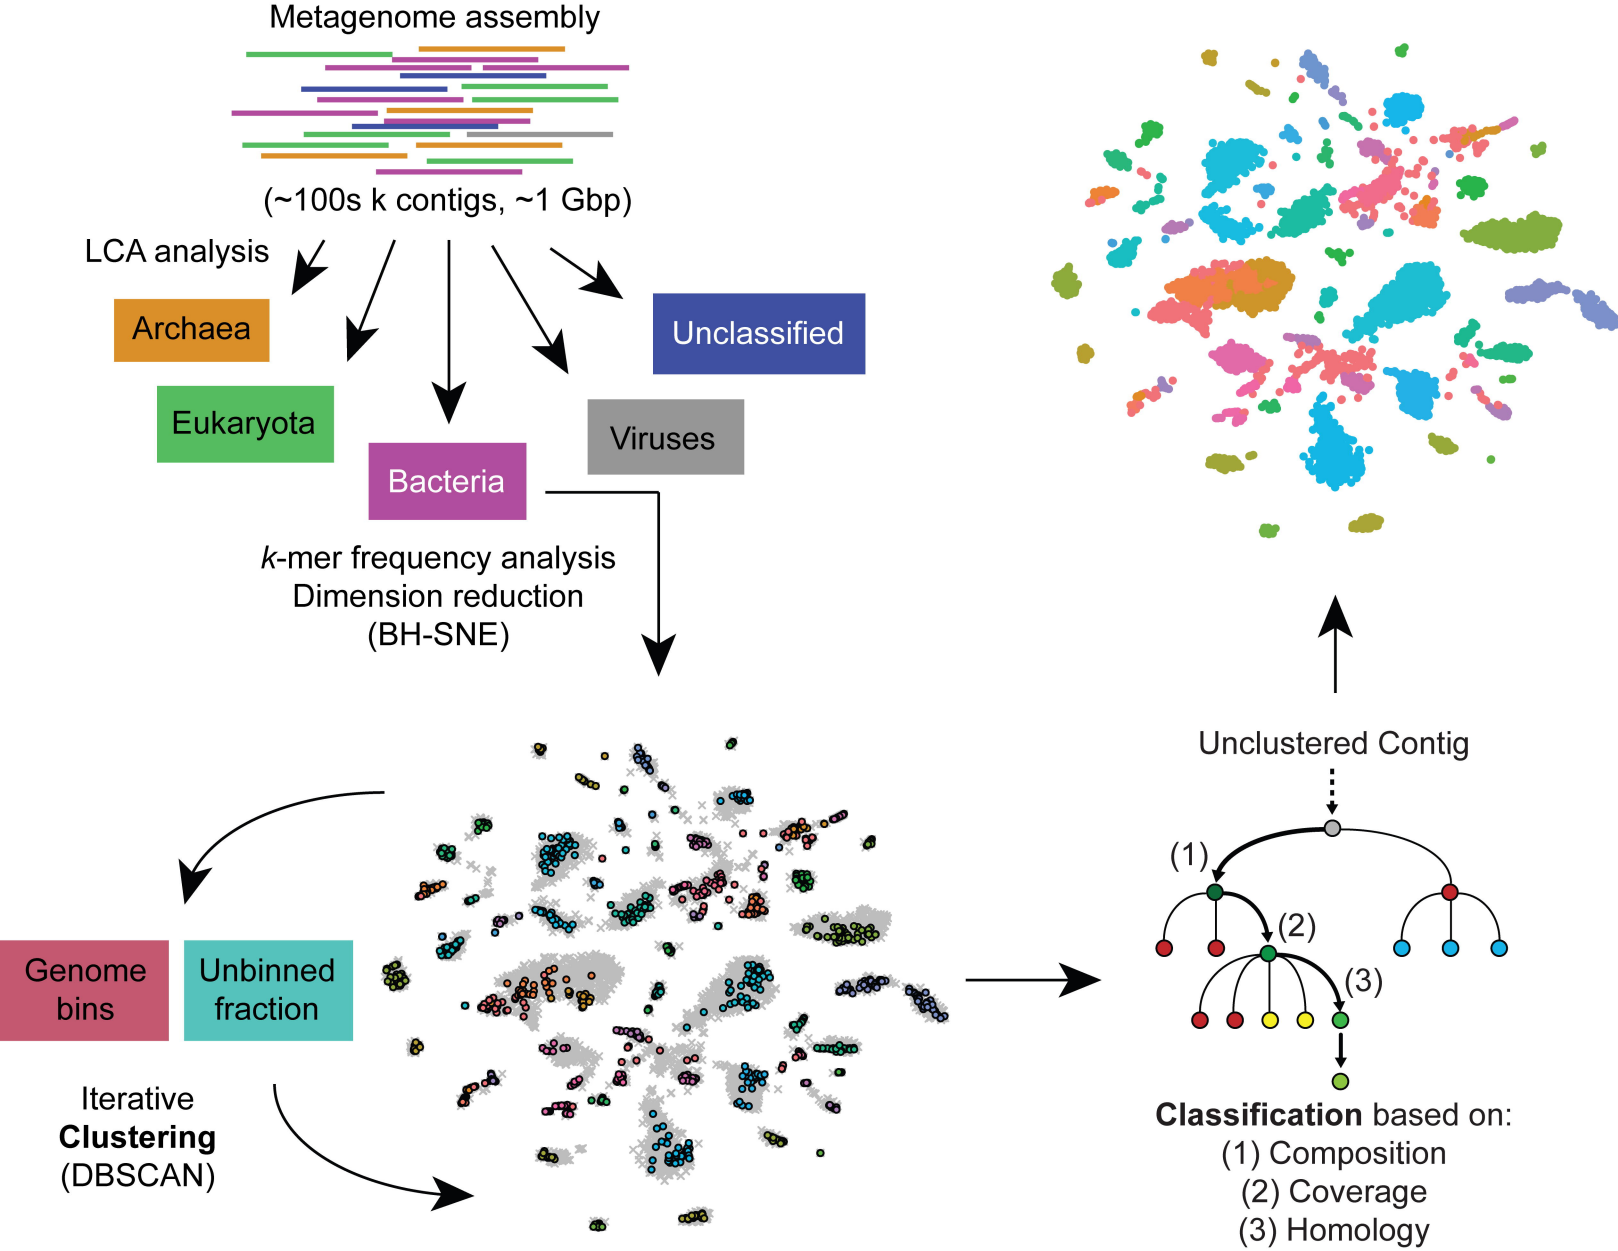 Metagenome assembly
(~100s k contigs, ~1 Gbp)
LCA analysis
Archaea
Unclassified
Eukaryota
Viruses
Bacteria
k-mer frequency analysis
Dimension reduction
(BH-SNE)
Genome
bins
Unbinned
fraction
Iterative
Clustering
(DBSCAN)
Unclustered Contig
(1)
(2)
(3)
Classification based on:
(1) Composition
(2) Coverage
(3) Homology